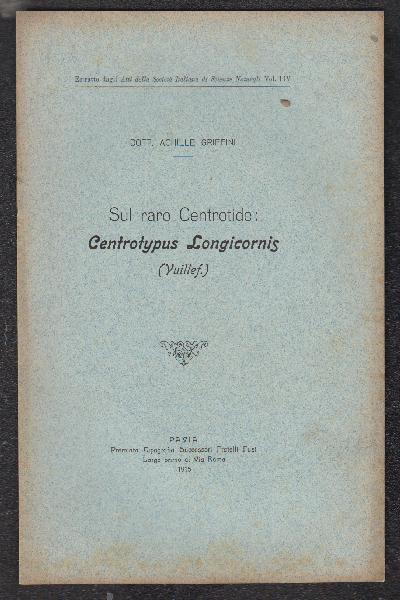 Estratto dagli Atti della Società Italiana di Scienze Naturali Vol. LIV
DOTT. ACHILLE GRIFFINI
Sul raro Centrotide:
Centrotypus Longicornis
(Vuillef.)
PAVIA
Premiata Tipografia Successori Fratelli Fusi
Largo primo di Via Roma
1915